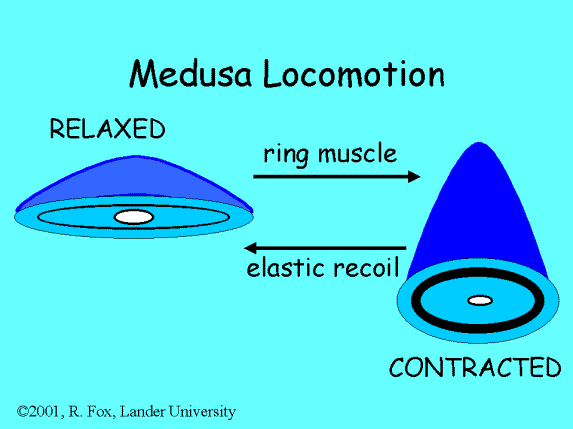 Medusa Locomotion
RELAXED
ring muscle
elastic recoil
CONTRACTED
©2001, R. Fox, Lander University